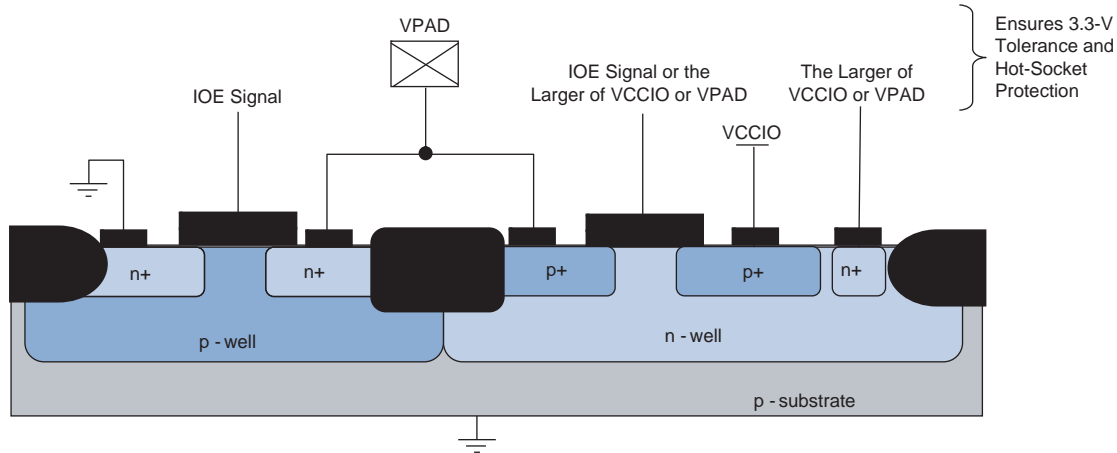 VPAD
IOE Signal
IOE Signal or the
Larger of VCCIO or VPAD
The Larger of
VCCIO or VPAD
Ensures 3.3-V
Tolerance and
Hot-Socket
Protection
VCCIO
n+
n+
p+
p+
n+
p - well
n - well
p - substrate